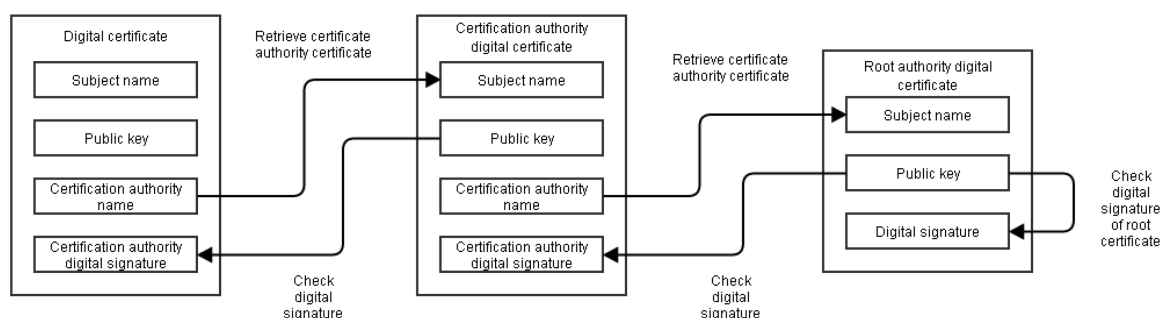 Digital certificate
Subject name
Public key
Certification authority
name
Certification authority
digital signature
Retrieve certificate
authority certificate
Check
digital
signature
Certification authority
digital certificate
Subject name
Public key
Certification authority
name
Certification authority
digital signature
Retrieve certificate
authority certificate
Check
digital
signature
Root authority digital
certificate
Subject name
Public key
Digital signature
Check
digital
signature
of root
certificate